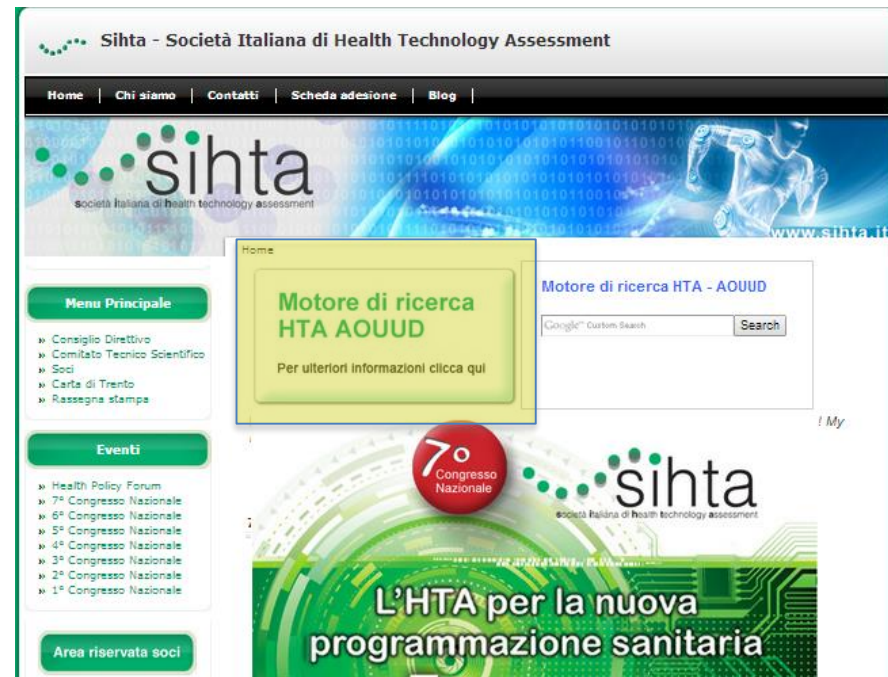 Sihta - Società Italiana di Health Technology Assessment
Home | Chi siamo | Contatti | Scheda adesione | Blog |
sihta
società italiana di health technology assessment
www.sihta.it
Home
Motore di ricerca
HTA AOUUD
Per ulteriori informazioni clicca qui
Motore di ricerca HTA - AOUUD
Google™ Custom Search
Search
! My
Menu Principale
» Consiglio Direttivo
» Comitato Tecnico Scientifico
» Soci
» Carta di Trento
» Rassegna stampa
Eventi
» Health Policy Forum
» 7° Congresso Nazionale
» 6° Congresso Nazionale
» 5° Congresso Nazionale
» 4° Congresso Nazionale
» 3° Congresso Nazionale
» 2° Congresso Nazionale
» 1° Congresso Nazionale
Area riservata soci
7°
Congresso
Nazionale
sihta
società italiana di health technology assessment
L'HTA per la nuova
programmazione sanitaria